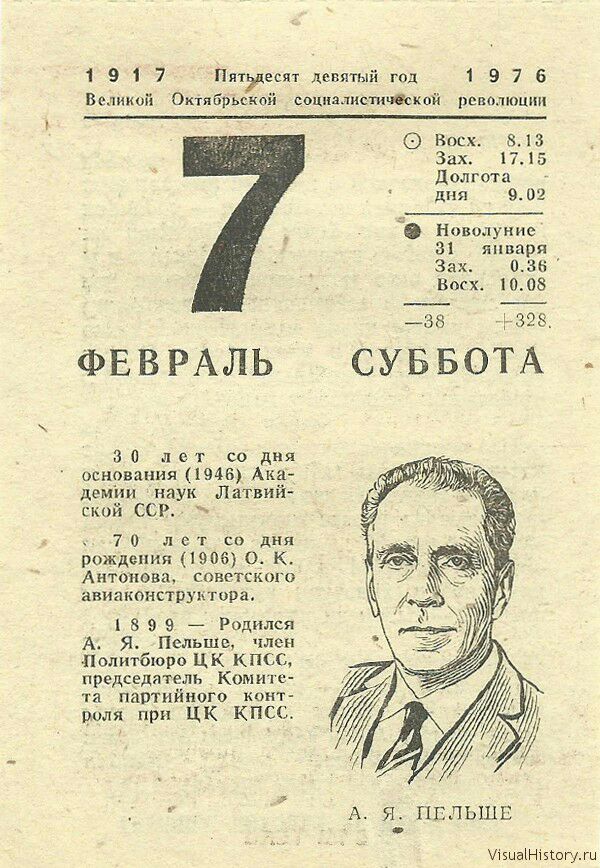 1917 Пятьдесят девятый год 1976
Великой Октябрьской социалистической революции
7
Восх. 8.13
Зах. 17.15
Долгота
дня 9.02
Новолуние
31 января
Зах. 0.36
Восх. 10.08
—38 +328
ФЕВРАЛЬ СУББОТА
30 лет со дня
основания (1946) Ака-
демии наук Латвий-
ской ССР.
70 лет со дня
рождения (1906) О. К.
Антонова, советского
авиаконструктора.
1899 — Родился
А. Я. Пельше, член
Политбюро ЦК КПСС,
председатель Комите-
та партийного конт-
роля при ЦК КПСС.
А. Я. ПЕЛЬШЕ
VisualHistory.ru